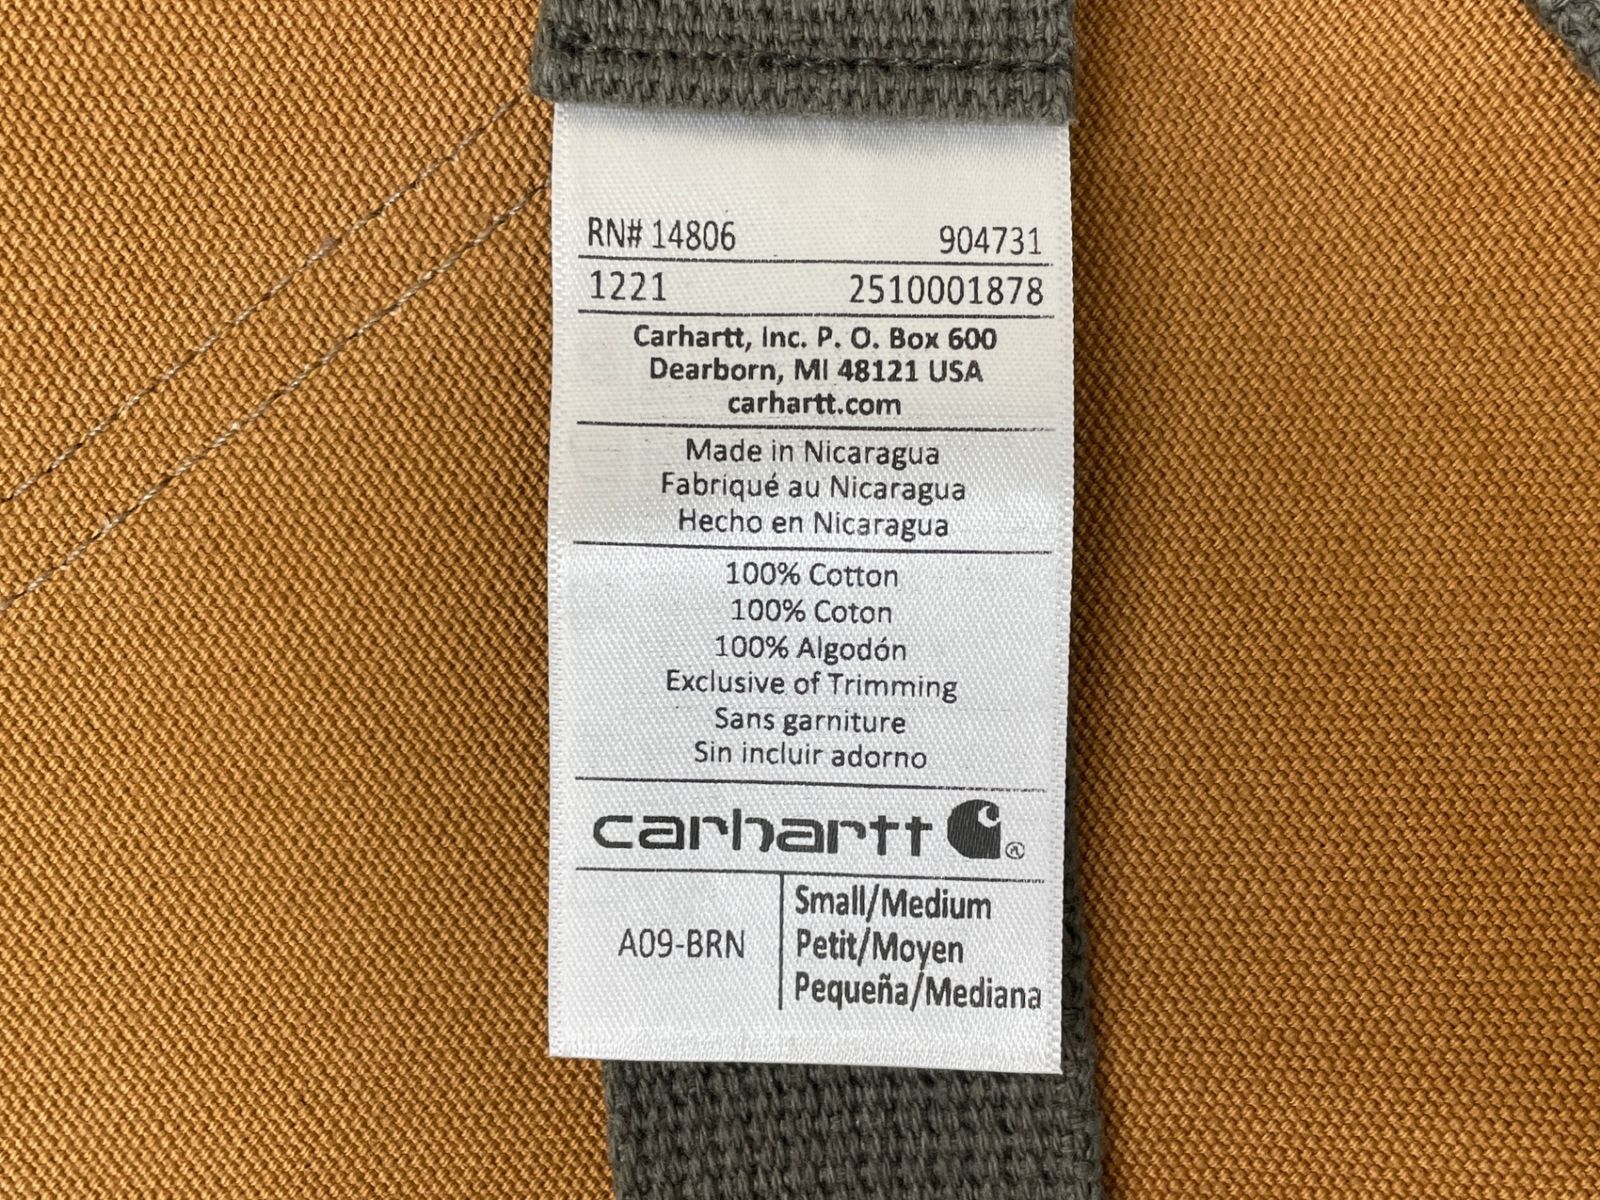 RN# 14806 904731
1221 2510001878
Carhartt, Inc. P. O. Box 600
Dearborn, MI 48121 USA
carhartt.com
Made in Nicaragua
Fabriqué au Nicaragua
Hecho en Nicaragua
100% Cotton
100% Coton
100% Algodón
Exclusive of Trimming
Sans garniture
Sin incluir adorno
carhartt ®
A09-BRN
Small/Medium
Petit/Moyen
Pequeña/Mediana